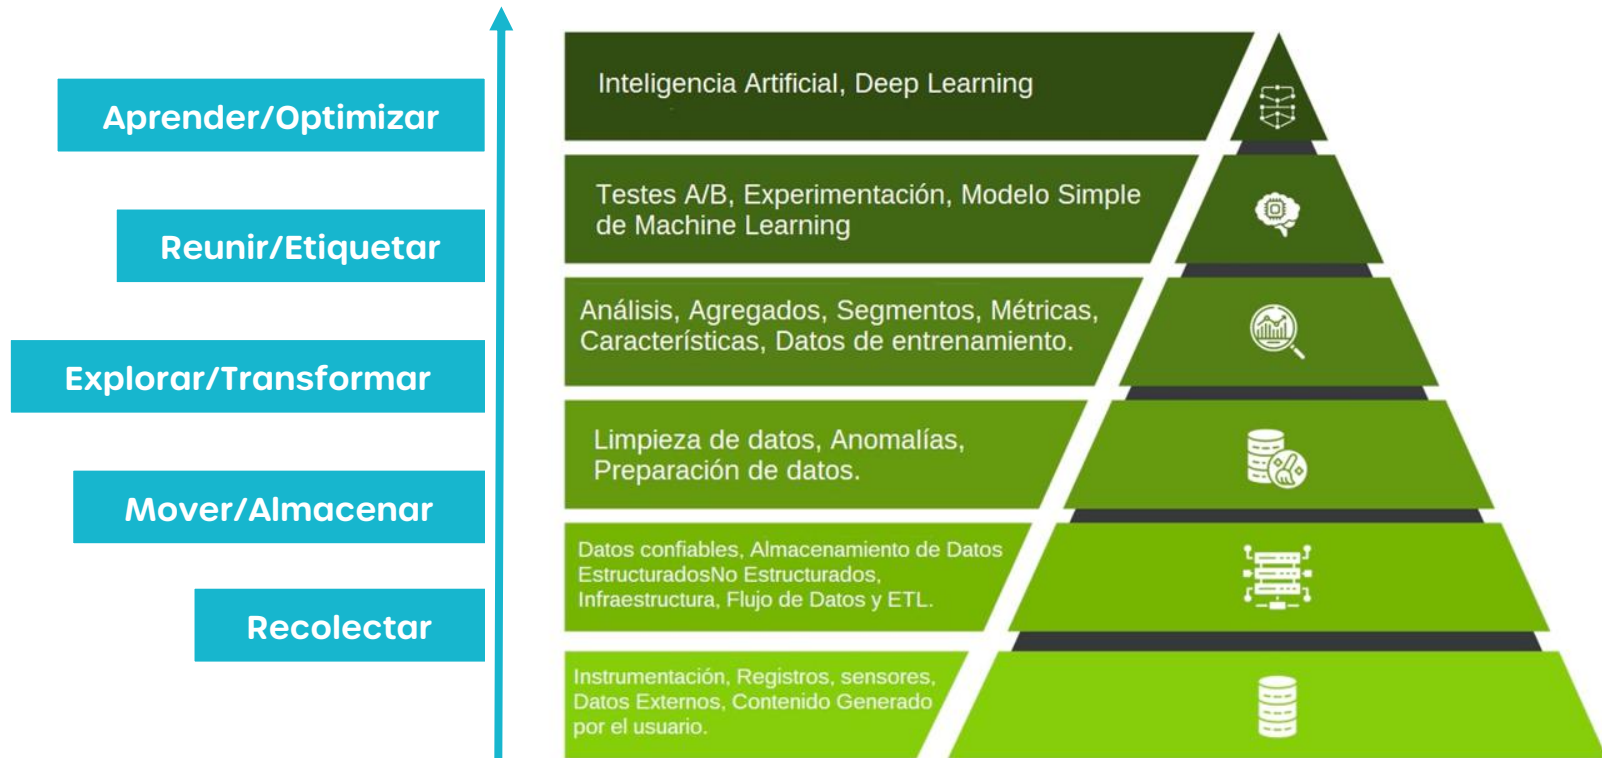 Aprender/Optimizar
Reunir/Etiquetar
Explorar/Transformar
Mover/Almacenar
Recolectar
Inteligencia Artificial, Deep Learning
Testes A/B, Experimentación, Modelo Simple
de Machine Learning
Análisis, Agregados, Segmentos, Métricas,
Características, Datos de entrenamiento.
Limpieza de datos, Anomalías,
Preparación de datos.
Datos confiables, Almacenamiento de Datos
EstructuradosNo Estructurados,
Infraestructura, Flujo de Datos y ETL.
Instrumentación, Registros, sensores,
Datos Externos, Contenido Generado
por el usuario.